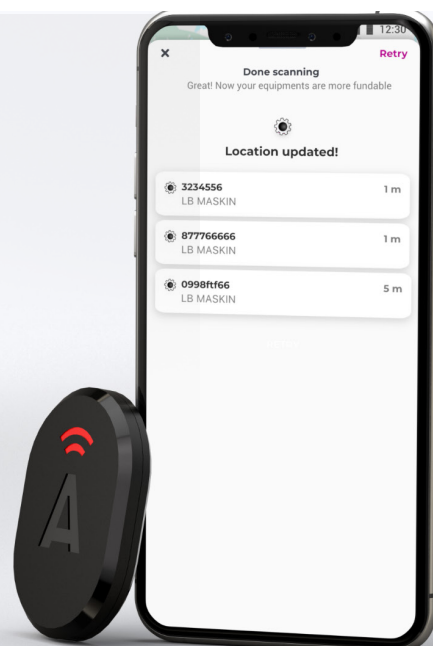 12:30
Retry
Done scanning
Great! Now your equipments are more fundable
Location updated!
3234556
1 m
LB MASKIN
877766666
1 m
LB MASKIN
0998ftf66
5 m
LB MASKIN
A